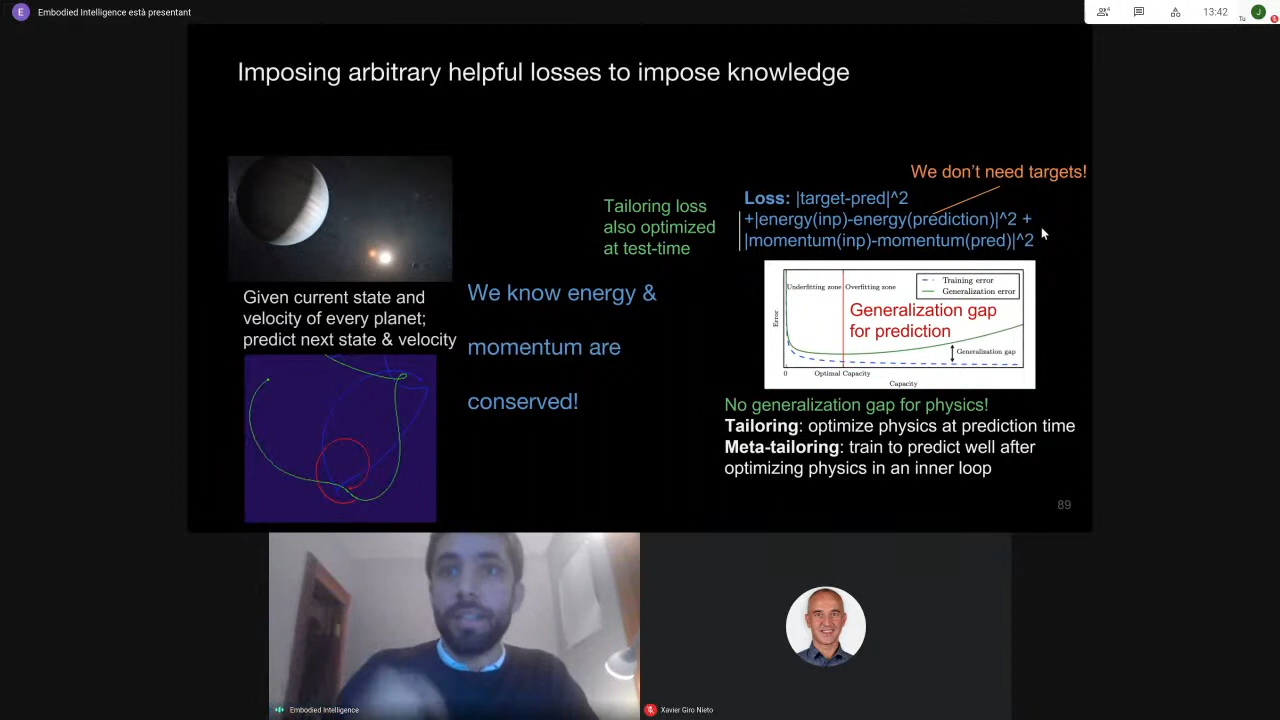 E Embodied Intelligence està presentant
4
13:42
Tu
J
Imposing arbitrary helpful losses to impose knowledge
We don't need targets!
Tailoring loss
also optimized
at test-time
Loss: |target-pred|^2
+|energy(inp)-energy(prediction)|^2 +
|momentum(inp)-momentum(pred)|^2
Given current state and
velocity of every planet;
predict next state & velocity
We know energy &
momentum are
conserved!
Underfitting zone Overfitting zone
Training error
Generalization error
Generalization gap
for prediction
Error
Generalization gap
0 Optimal Capacity
Capacity
No generalization gap for physics!
Tailoring: optimize physics at prediction time
Meta-tailoring: train to predict well after
optimizing physics in an inner loop
89
Embodied Intelligence
Xavier Giro Nieto